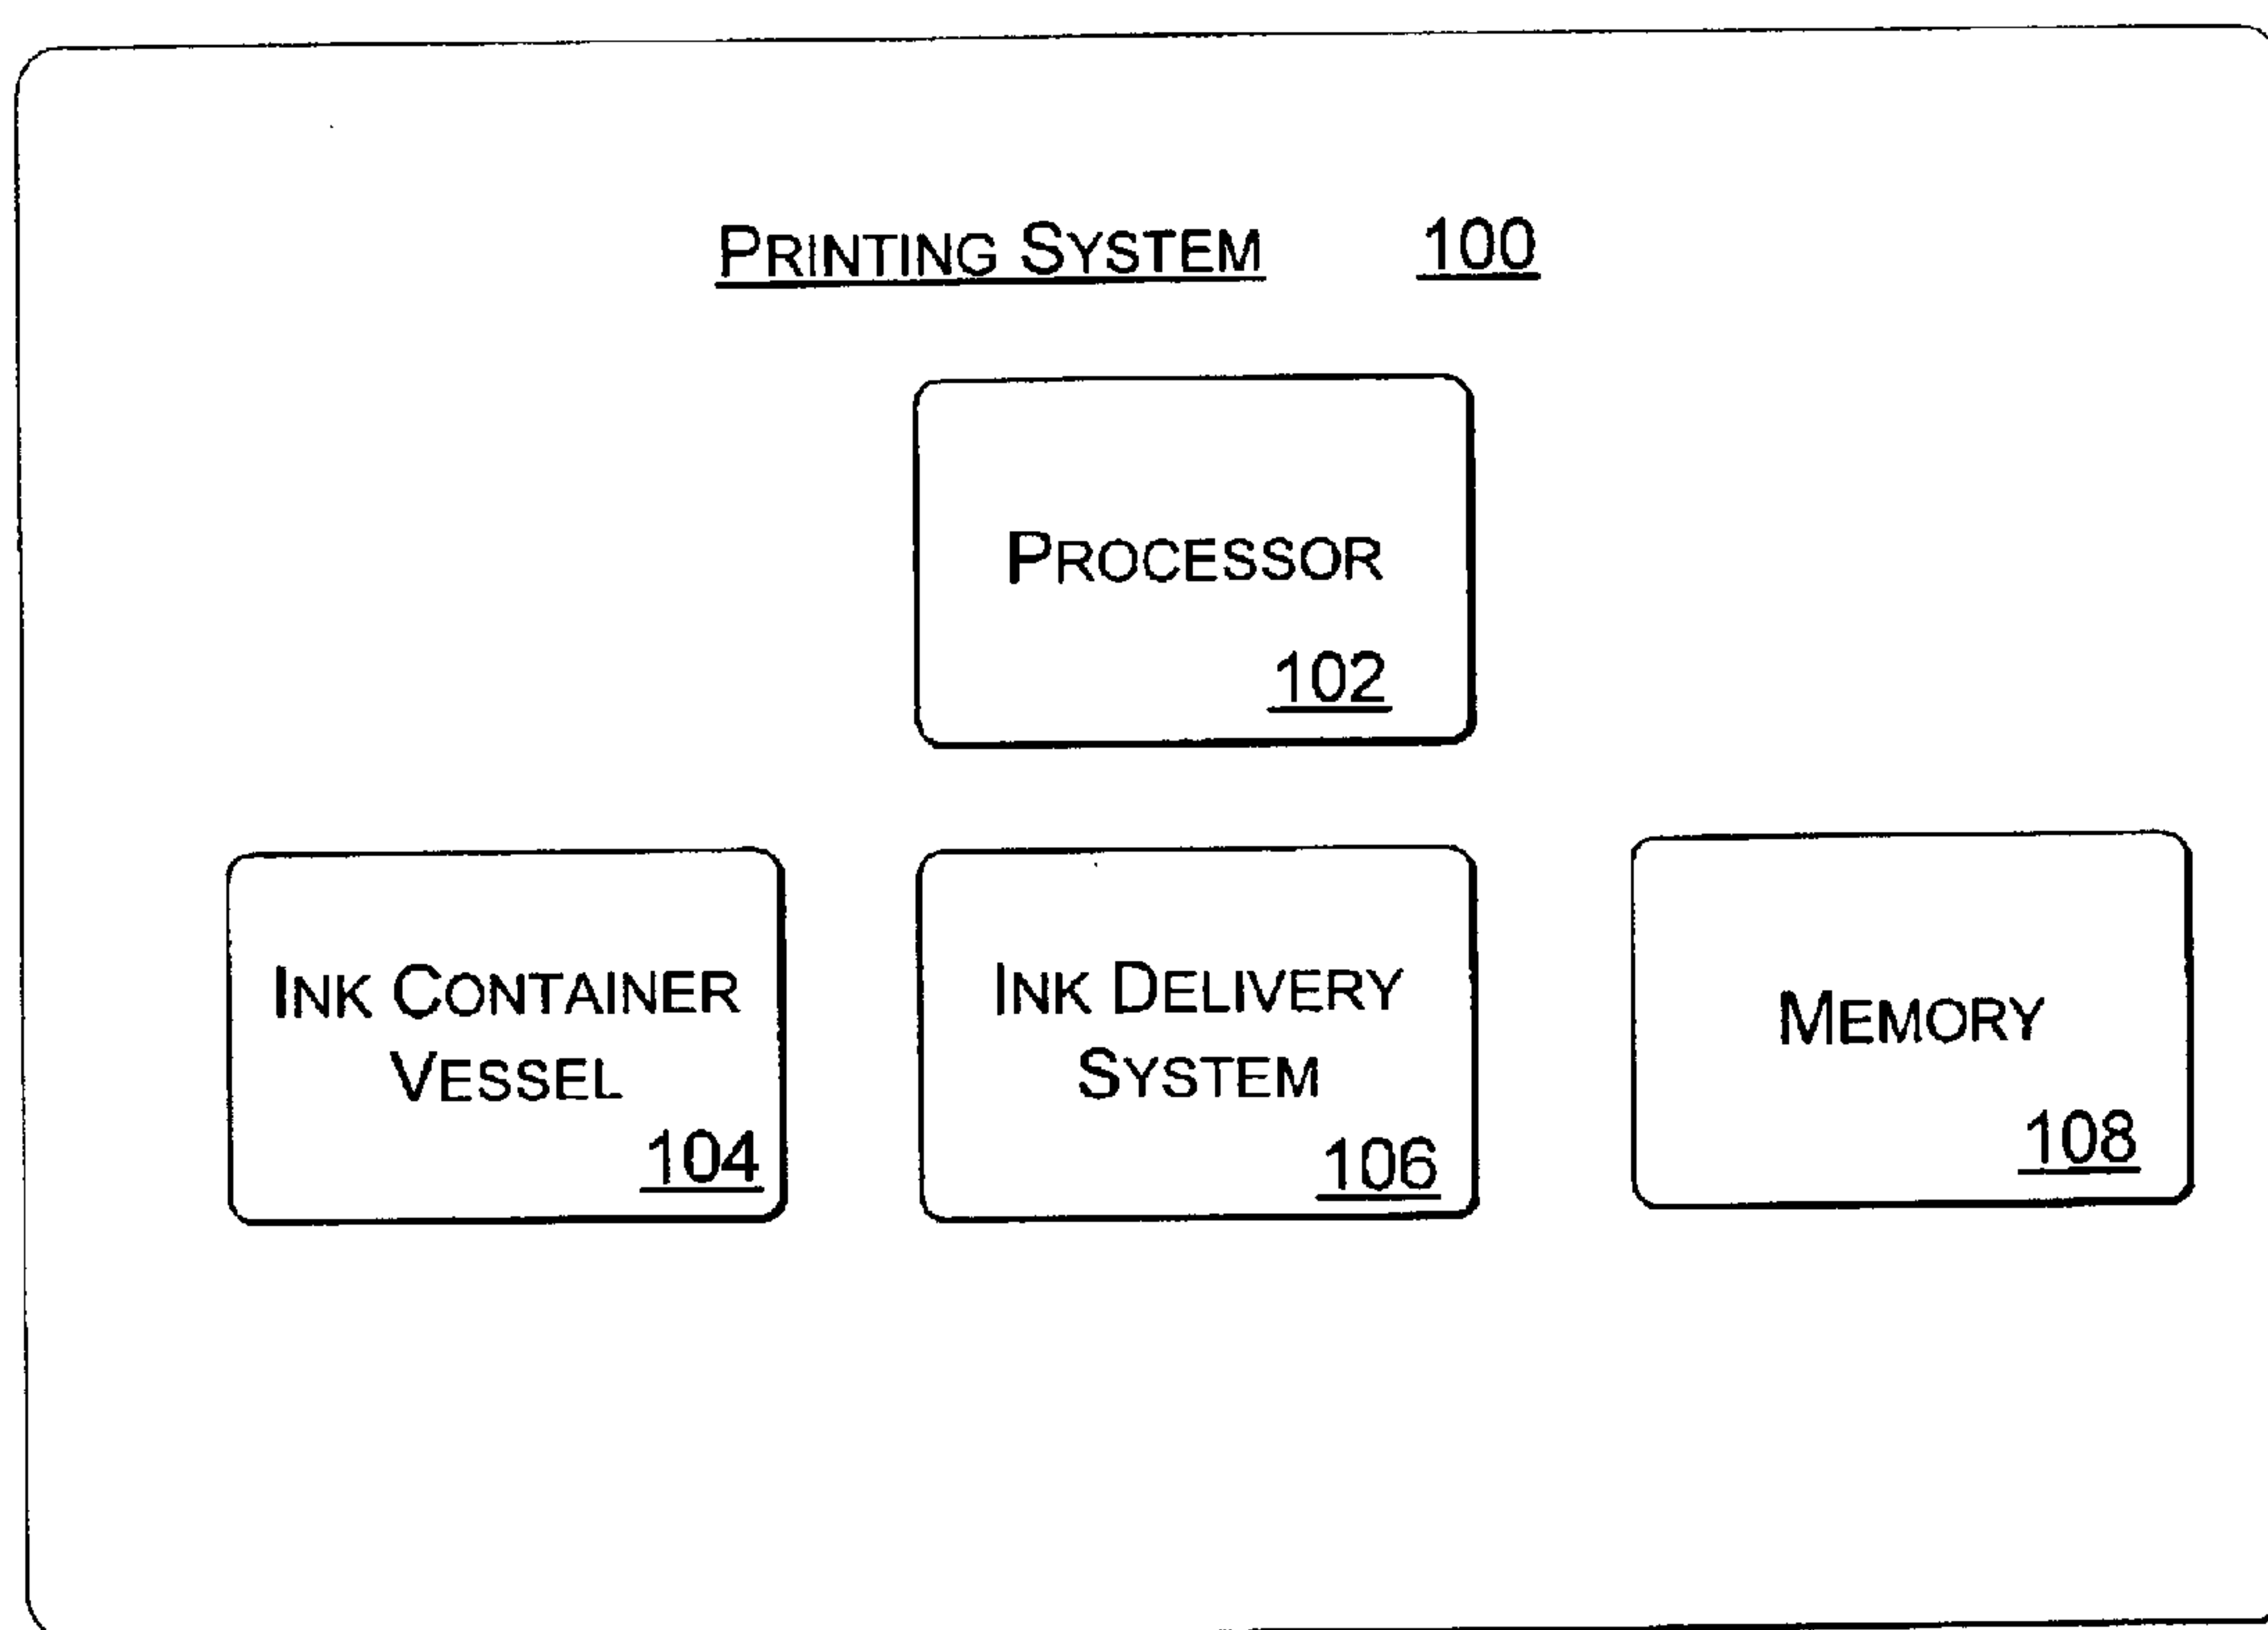 PRINTING SYSTEM 100
PROCESSOR
102
INK CONTAINER
VESSEL
104
INK DELIVERY
SYSTEM
106
MEMORY
108